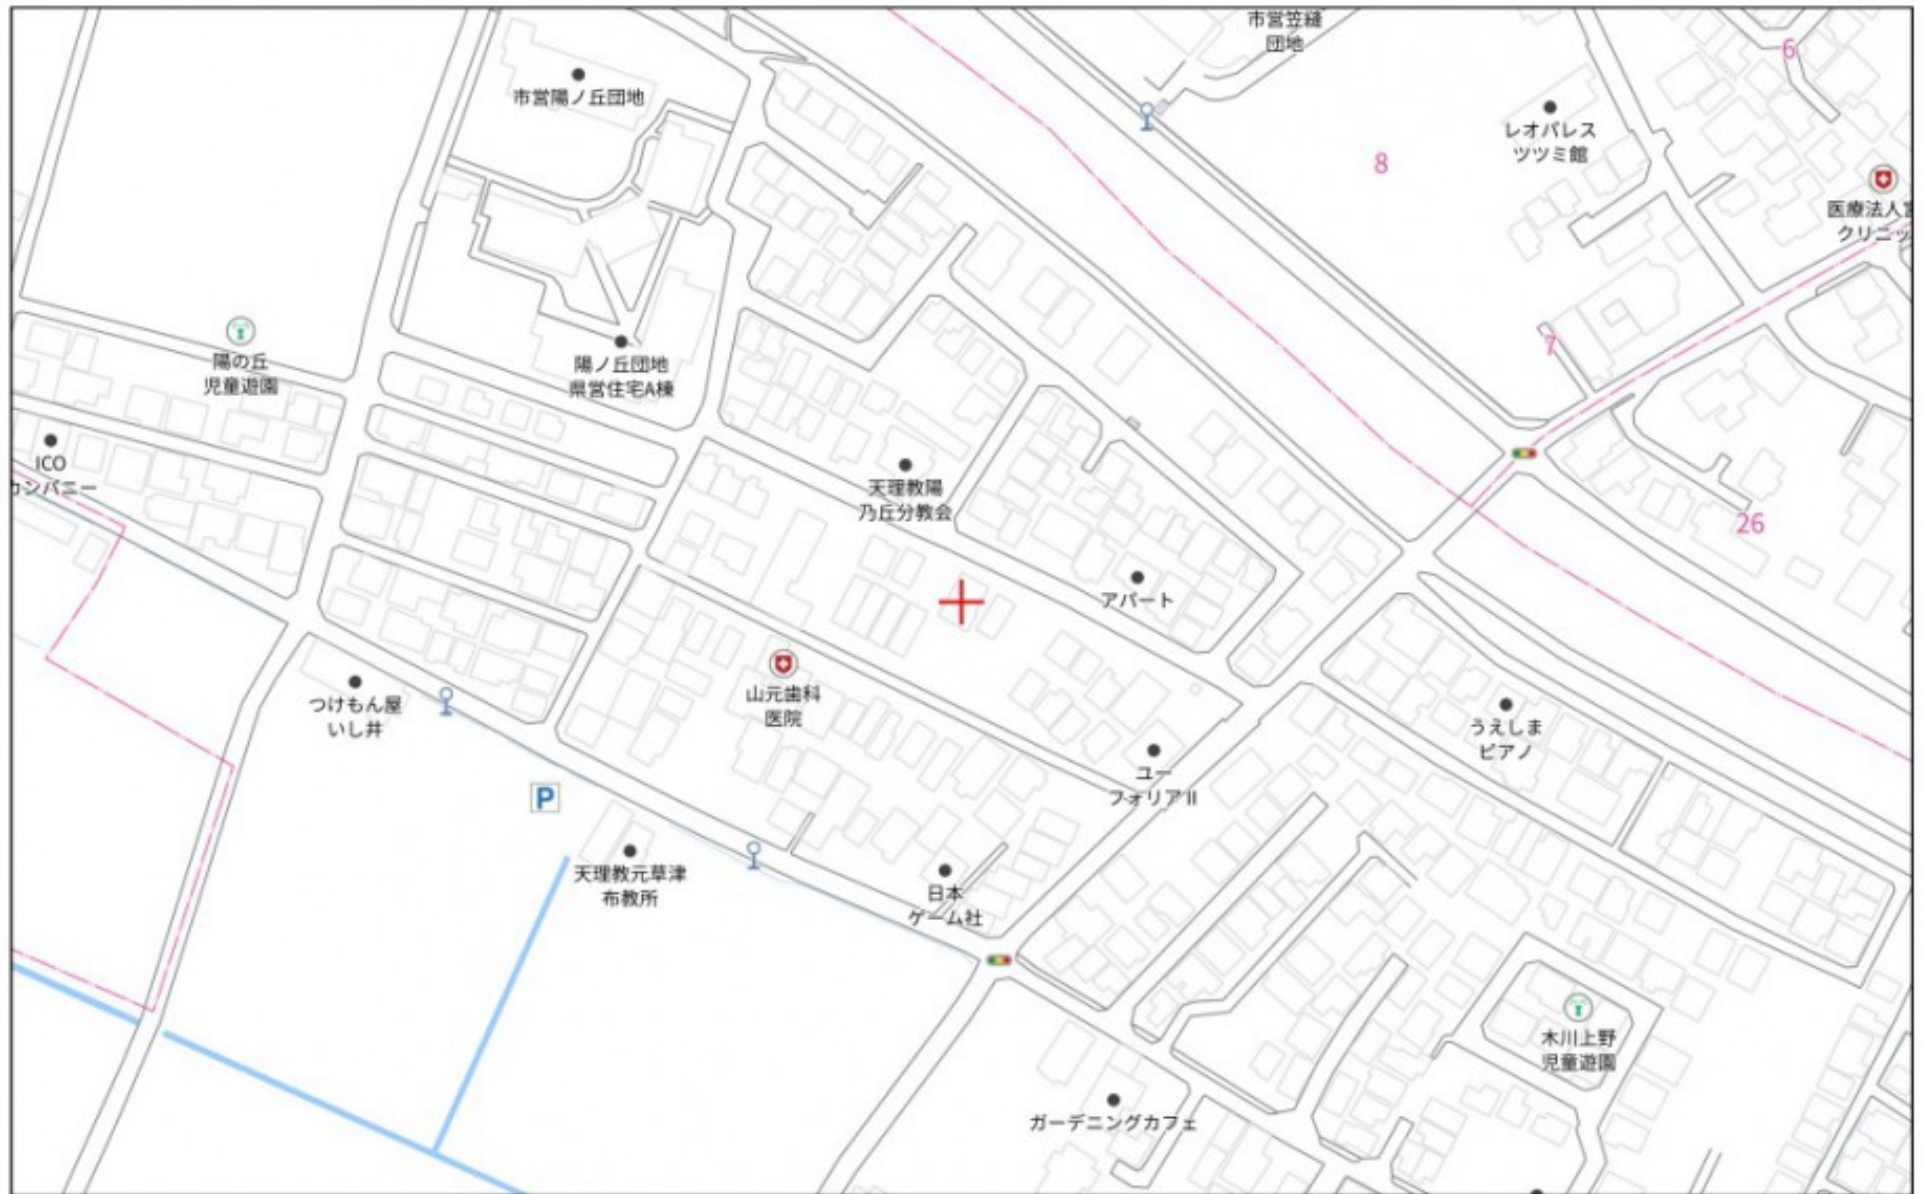 市営笠縫
団地
6
市営陽ノ丘団地
レオパレス
ツツミ館
8
医療法人宮
クリニッ
陽の丘
児童遊園
陽ノ丘団地
県営住宅A棟
7
ICO
カンパニー
天理教陽
乃丘分教会
26
アパート
山元歯科
医院
つけもん屋
いし井
うえしま
ピアノ
ユー
フォリアⅡ
P
天理教元草津
布教所
日本
ゲーム社
木川上野
児童遊園
ガーデニングカフェ